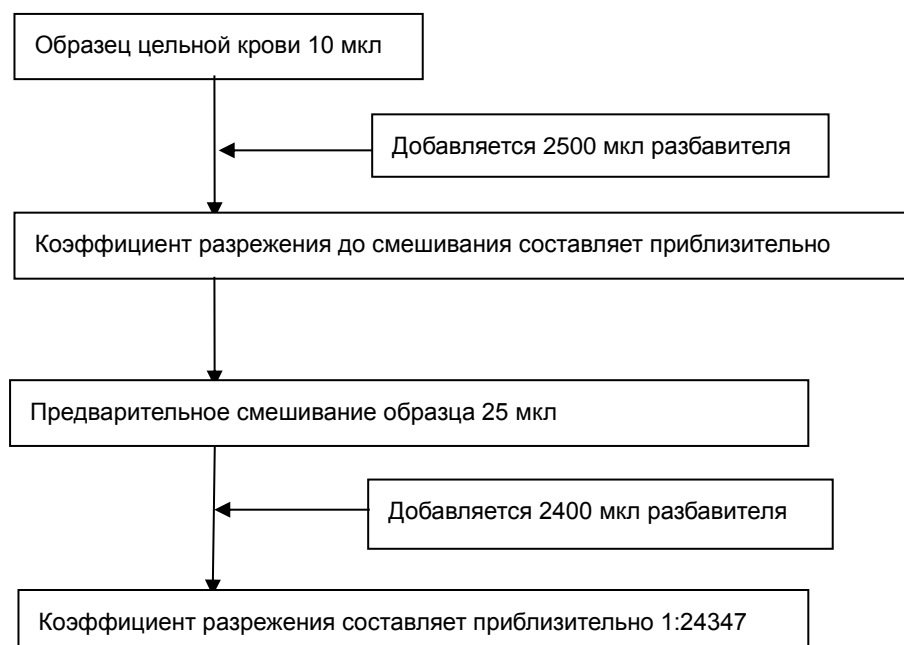 Образец цельной крови 10 мкл
Добавляется 2500 мкл разбавителя
Коэффициент разрежения до смешивания составляет приблизительно
Предварительное смешивание образца 25 мкл
Добавляется 2400 мкл разбавителя
Коэффициент разрежения составляет приблизительно 1:24347